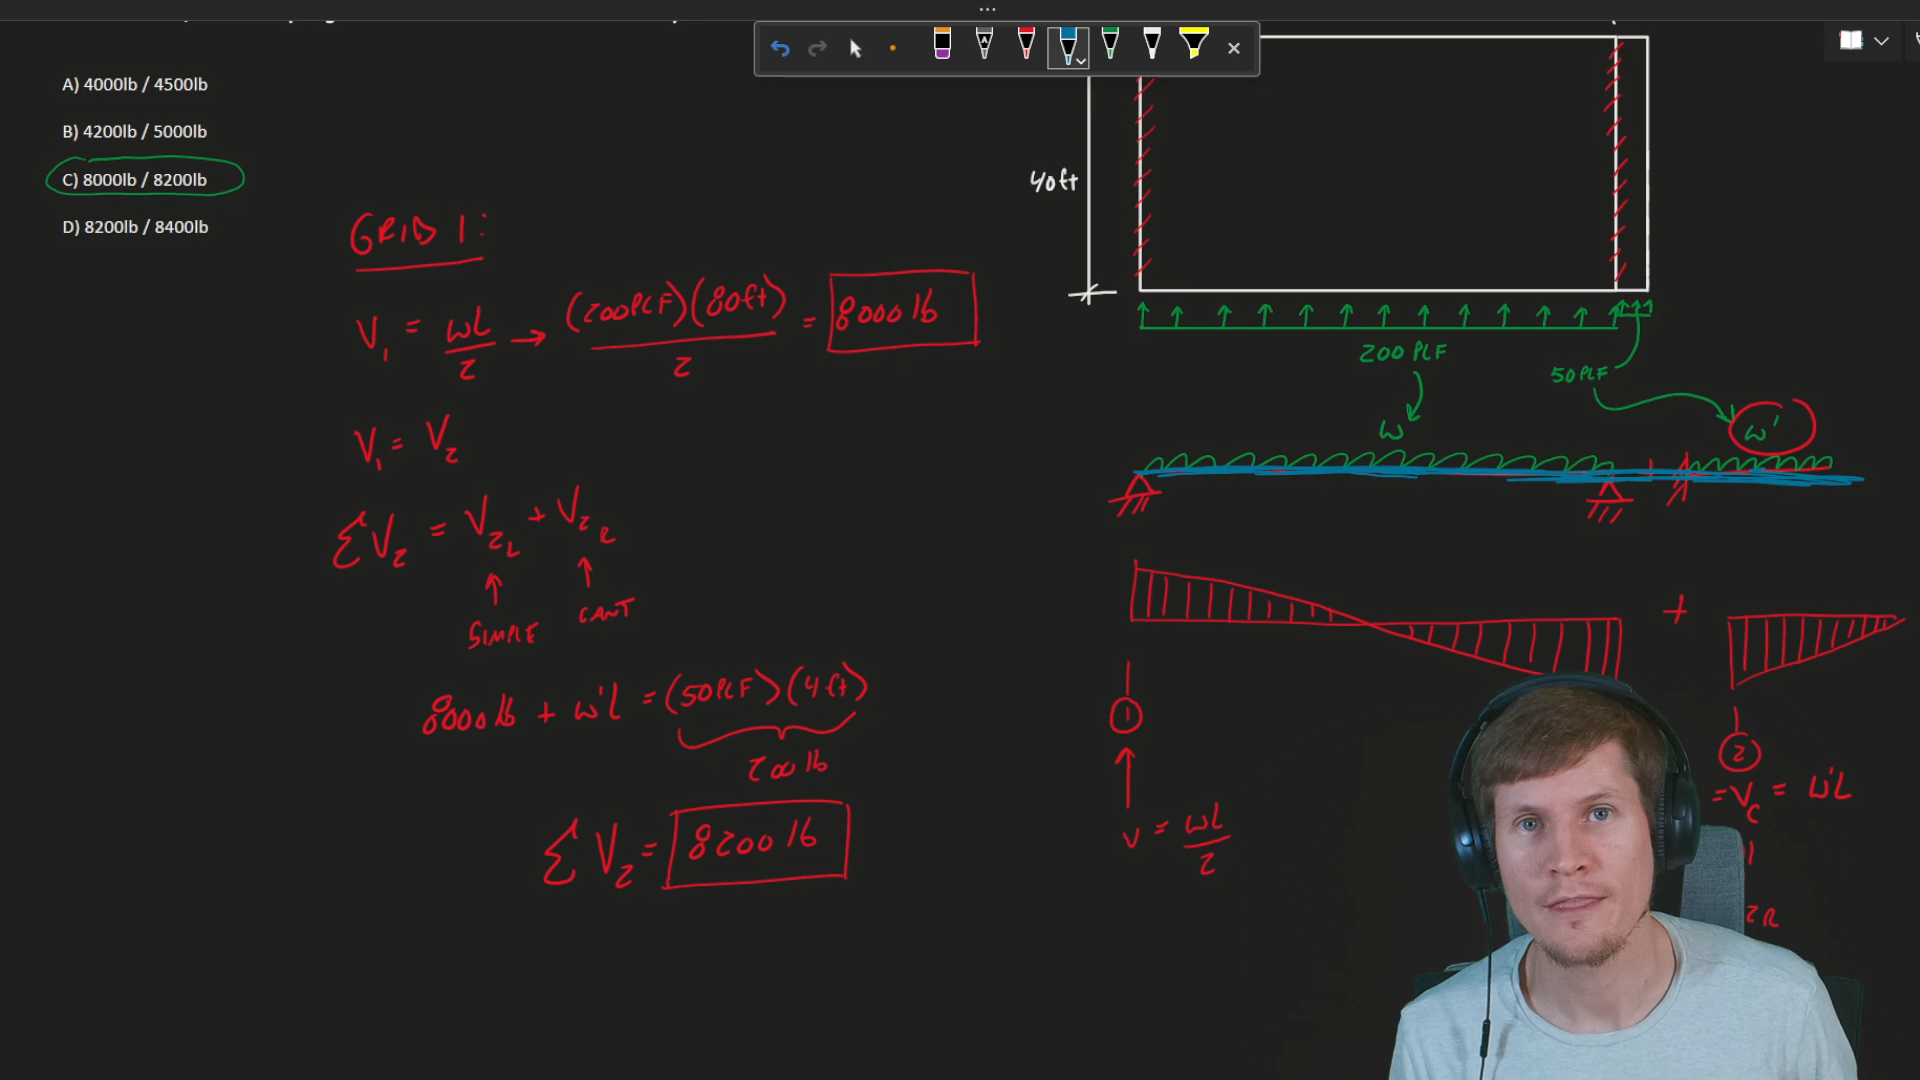 A) 4000lb / 4500lb
B) 4200lb / 5000lb
C) 8000lb / 8200lb
D) 8200lb / 8400lb
GRID 1:
V1 = wL/2 → (200PLF)(80ft)/2 = 8000 lb
V1 = V2
ΣV2 = V2L + V2R
SIMPLE
CANT
8000 lb + w'L = (50PLF)(4ft)
200 lb
ΣV2 = 8200 lb
40ft
200 PLF
50PLF
w
w'
+
1
V = wL/2
2
= Vc = w'L
2R